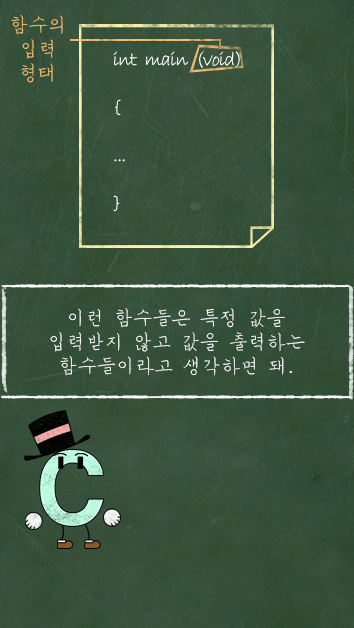 함수의
입력
형태
int main (void)
{
...
}
이런 함수들은 특정 값을
입력받지 않고 값을 출력하는
함수들이라고 생각하면 돼.
C